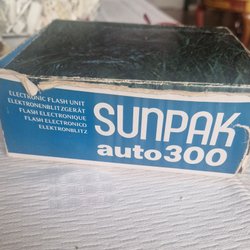 ELECTRONIC FLASH UNIT
ELEKTRONENBLITZGERÄT
FLASH ELECTRONIQUE
FLASH ELECTRONICO
ELEKTRONBLITZ
SUNPAK
auto300